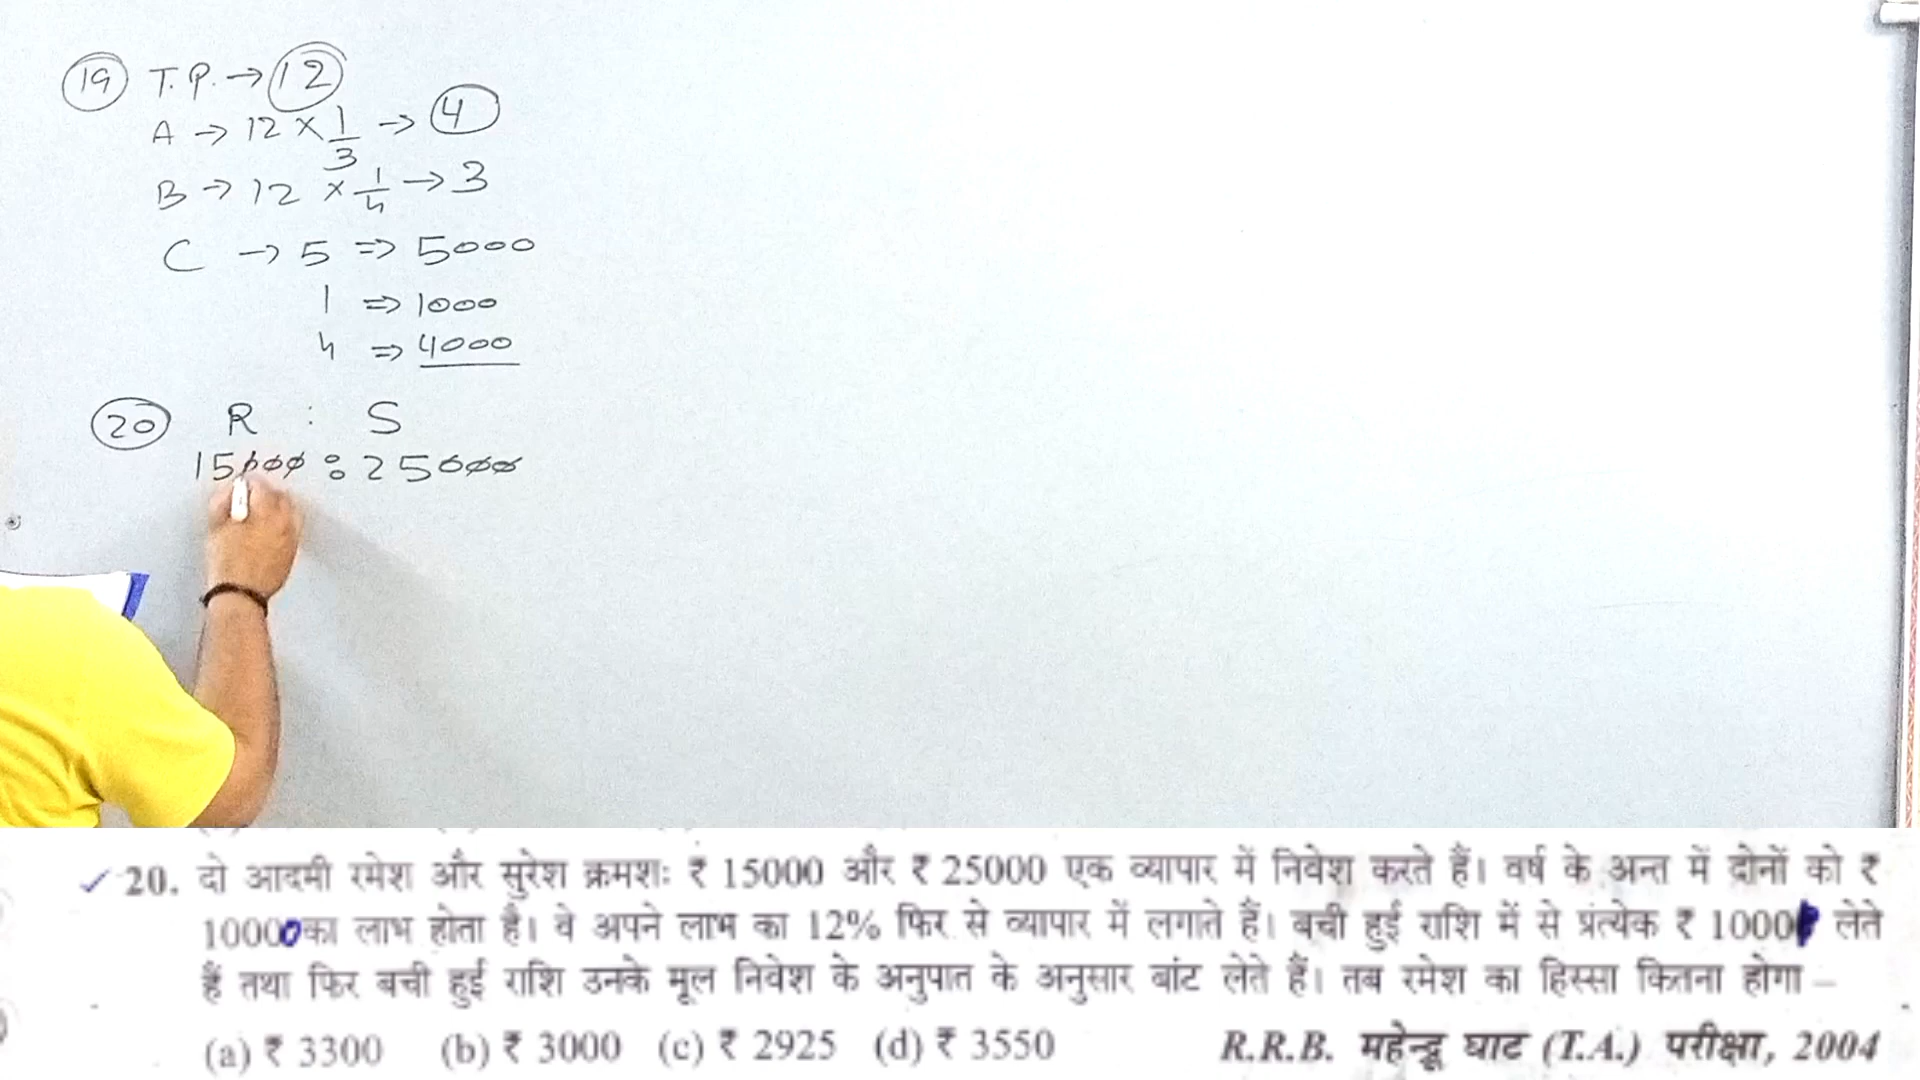 19 T.P. → 12
A → 12 × 1/3 → 4
B → 12 × 1/4 → 3
C → 5 ⇒ 5000
1 ⇒ 1000
4 ⇒ 4000
20 R : S
15000 : 25000
✓ 20. दो आदमी रमेश और सुरेश क्रमशः ₹ 15000 और ₹ 25000 एक व्यापार में निवेश करते हैं। वर्ष के अन्त में दोनों को ₹
10000 का लाभ होता है। वे अपने लाभ का 12% फिर से व्यापार में लगाते हैं। बची हुई राशि में से प्रत्येक ₹ 1000 लेते
हैं तथा फिर बची हुई राशि उनके मूल निवेश के अनुपात के अनुसार बांट लेते हैं। तब रमेश का हिस्सा कितना होगा –
(a) ₹ 3300 (b) ₹ 3000 (c) ₹ 2925 (d) ₹ 3550 R.R.B. महेन्द्रू घाट (T.A.) परीक्षा, 2004